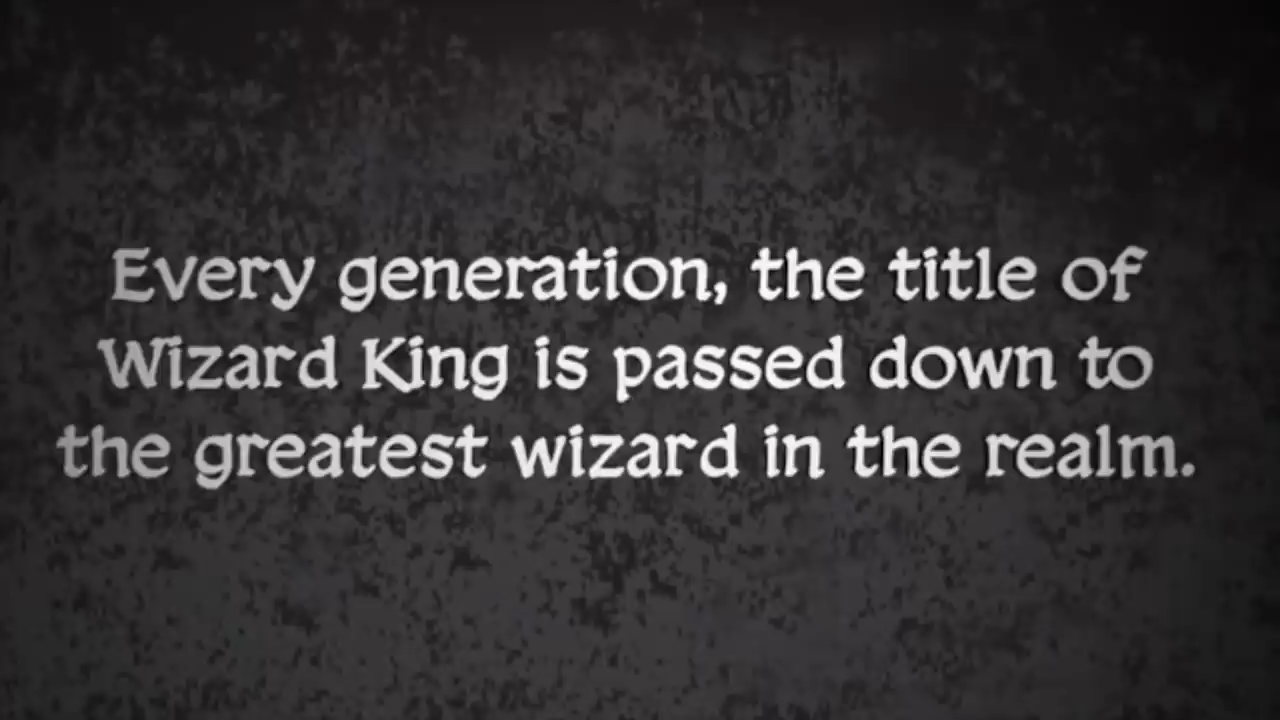 Every generation, the title of
Wizard King is passed down to
the greatest wizard in the realm.